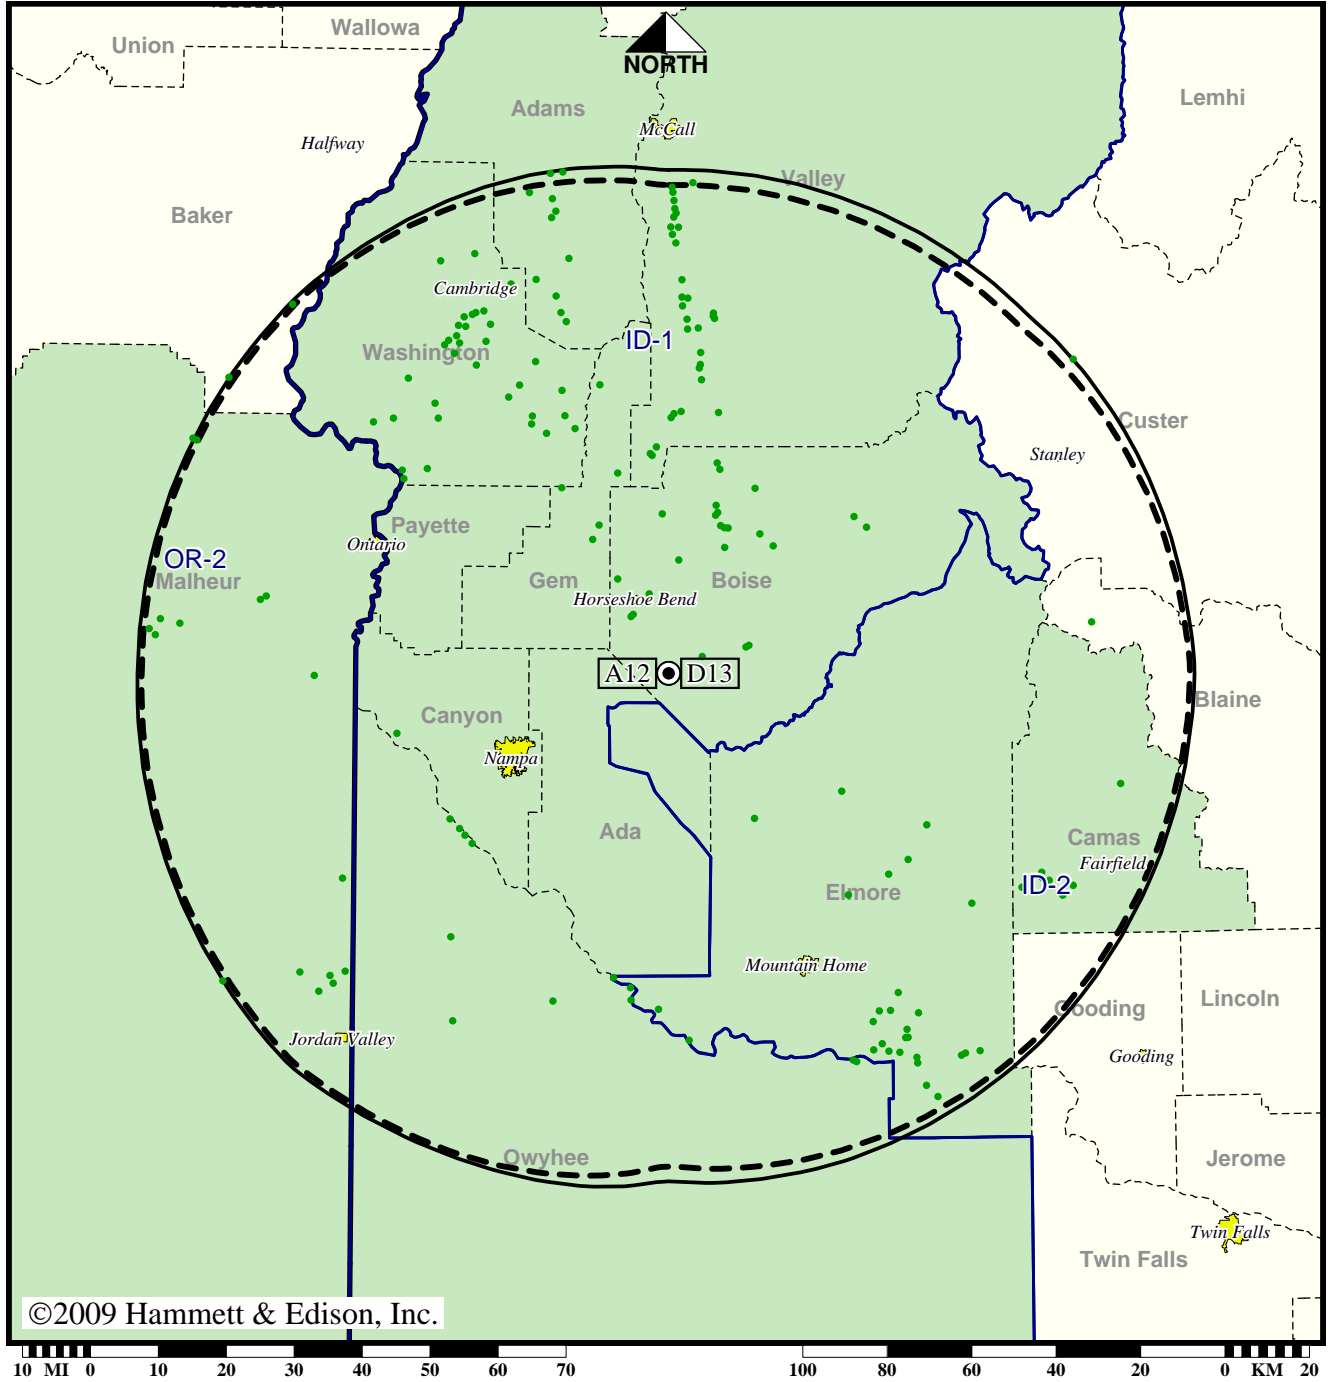 Wallowa
Union
NORTH
Lemhi
Adams
McCall
Halfway
Valley
Baker
Cambridge
ID-1
Washington
Custer
Stanley
Payette
Ontario
OR-2
Malheur
Gem
Boise
Horseshoe Bend
A12
D13
Blaine
Canyon
Nampa
Ada
Camas
Fairfield
ID-2
Elmore
Mountain Home
Lincoln
Gooding
Jordan Valley
Gooding
Owyhee
Jerome
Twin Falls
Twin Falls
©2009 Hammett & Edison, Inc.
10 MI 0 10 20 30 40 50 60 70
100 80 60 40 20 0 KM 20